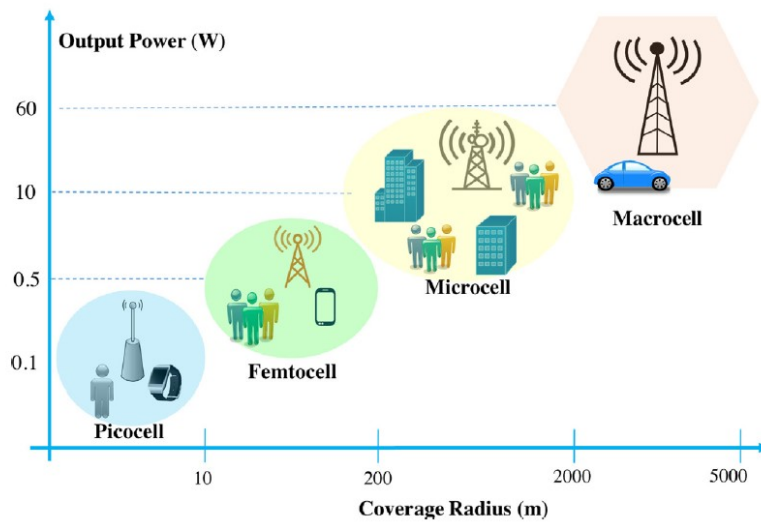 Output Power (W)
60
10
0.5
0.1
Macrocell
Microcell
Femtocell
Picocell
10
200
2000
5000
Coverage Radius (m)